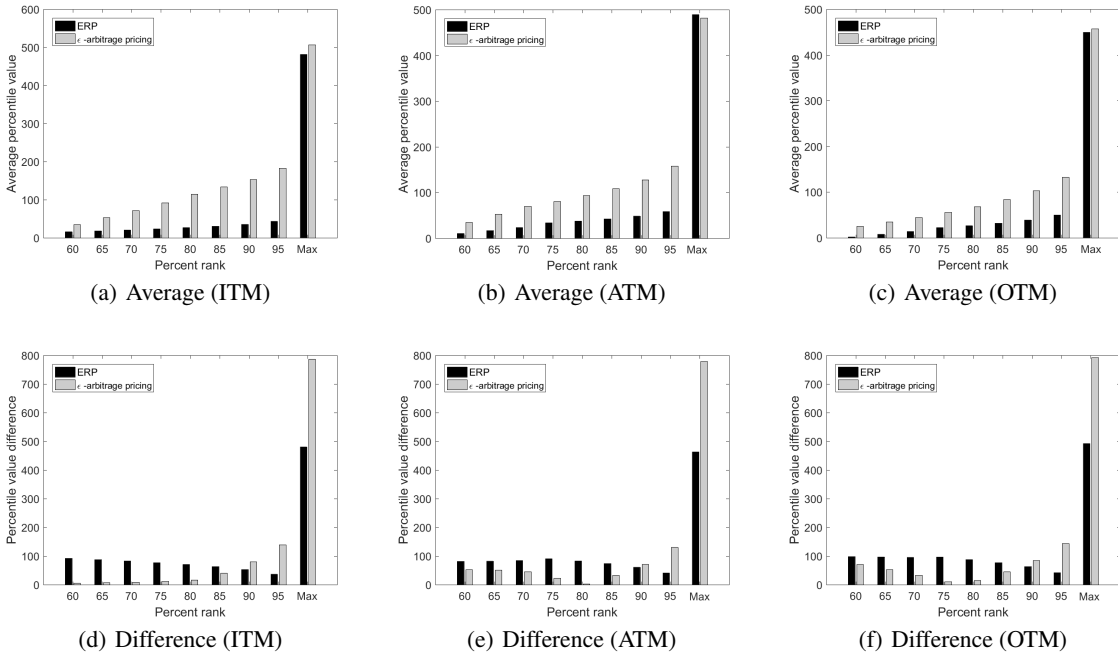 600
500
400
300
200
100
0
Average percentile value
ERP
ϵ -arbitrage pricing
60 65 70 75 80 85 90 95 Max
Percent rank
(a) Average (ITM)
500
400
300
200
100
0
Average percentile value
ERP
ϵ -arbitrage pricing
60 65 70 75 80 85 90 95 Max
Percent rank
(b) Average (ATM)
500
400
300
200
100
0
Average percentile value
ERP
ϵ -arbitrage pricing
60 65 70 75 80 85 90 95 Max
Percent rank
(c) Average (OTM)
800
700
600
500
400
300
200
100
0
Percentile value difference
ERP
ϵ -arbitrage pricing
60 65 70 75 80 85 90 95 Max
Percent rank
(d) Difference (ITM)
800
700
600
500
400
300
200
100
0
Percentile value difference
ERP
ϵ -arbitrage pricing
60 65 70 75 80 85 90 95 Max
Percent rank
(e) Difference (ATM)
800
700
600
500
400
300
200
100
0
Percentile value difference
ERP
ϵ -arbitrage pricing
60 65 70 75 80 85 90 95 Max
Percent rank
(f) Difference (OTM)